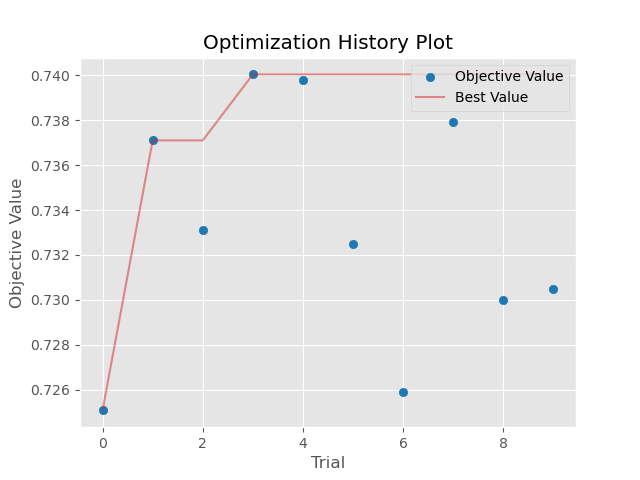 Optimization History Plot
Objective Value
Best Value
0.740
0.738
0.736
0.734
0.732
0.730
0.728
0.726
Objective Value
0
2
4
6
8
Trial